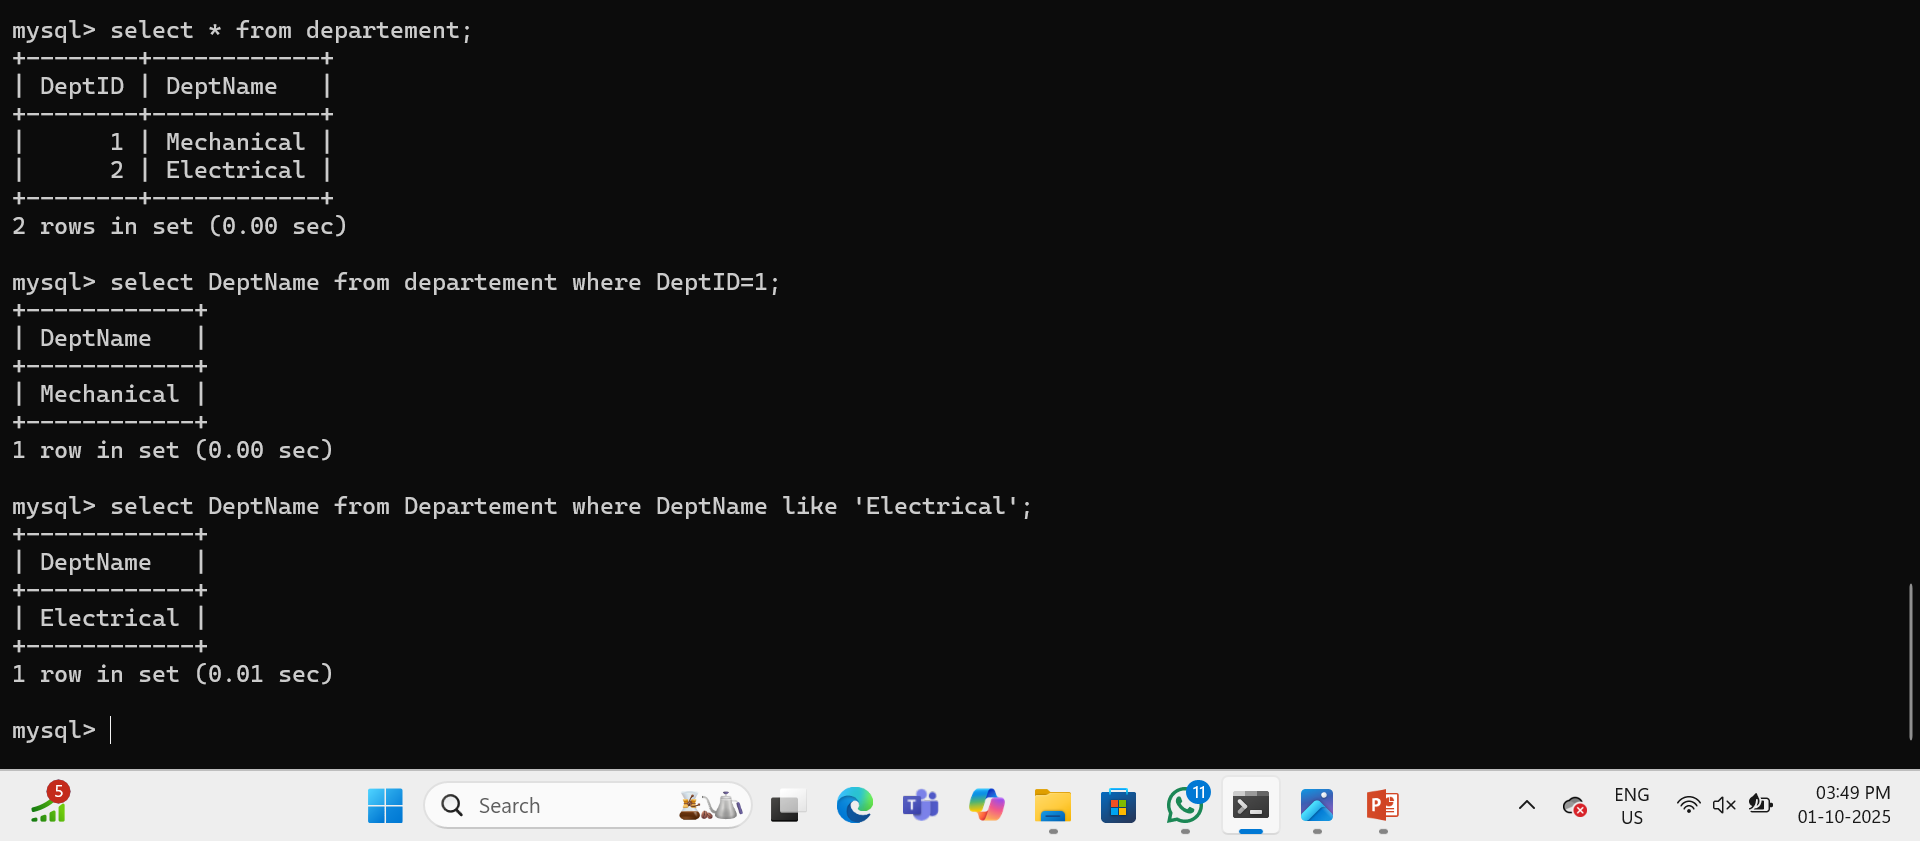 mysql> select * from departement;
+--------+------------+
| DeptID | DeptName   |
+--------+------------+
|      1 | Mechanical |
|      2 | Electrical |
+--------+------------+
2 rows in set (0.00 sec)

mysql> select DeptName from departement where DeptID=1;
+------------+
| DeptName   |
+------------+
| Mechanical |
+------------+
1 row in set (0.00 sec)

mysql> select DeptName from Departement where DeptName like 'Electrical';
+------------+
| DeptName   |
+------------+
| Electrical |
+------------+
1 row in set (0.01 sec)

mysql>
5
Search
T
11
P
ENG
US
03:49 PM
01-10-2025